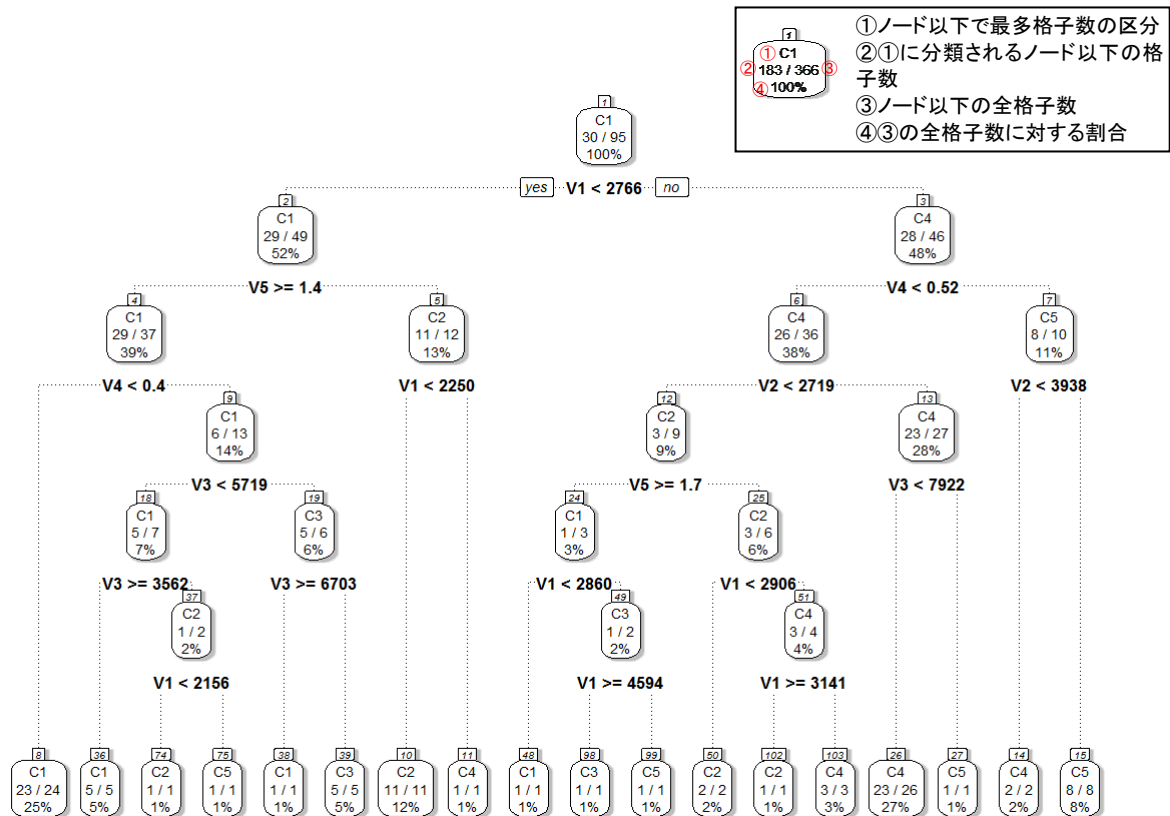 1
① C1
② 183 / 366 ③
④ 100%
①ノード以下で最多格子数の区分
②①に分類されるノード以下の格
子数
③ノード以下の全格子数
④③の全格子数に対する割合
1
C1
30 / 95
100%
yes V1 < 2766 no
2
C1
29 / 49
52%
3
C4
28 / 46
48%
V5 >= 1.4
V4 < 0.52
4
C1
29 / 37
39%
5
C2
11 / 12
13%
6
C4
26 / 36
38%
7
C5
8 / 10
11%
V4 < 0.4
V1 < 2250
V2 < 2719
V2 < 3938
9
C1
6 / 13
14%
12
C2
3 / 9
9%
13
C4
23 / 27
28%
V3 < 5719
V5 >= 1.7
V3 < 7922
18
C1
5 / 7
7%
19
C3
5 / 6
6%
24
C1
1 / 3
3%
25
C2
3 / 6
6%
V3 >= 3562
V3 >= 6703
V1 < 2860
V1 < 2906
37
C2
1 / 2
2%
49
C3
1 / 2
2%
51
C4
3 / 4
4%
V1 < 2156
V1 >= 4594
V1 >= 3141
8
C1
23 / 24
25%
36
C1
5 / 5
5%
74
C2
1 / 1
1%
75
C5
1 / 1
1%
38
C1
1 / 1
1%
39
C3
5 / 5
5%
10
C2
11 / 11
12%
11
C4
1 / 1
1%
48
C1
1 / 1
1%
98
C3
1 / 1
1%
99
C5
1 / 1
1%
50
C2
2 / 2
2%
102
C2
1 / 1
1%
103
C4
3 / 3
3%
26
C4
23 / 26
27%
27
C5
1 / 1
1%
14
C4
2 / 2
2%
15
C5
8 / 8
8%